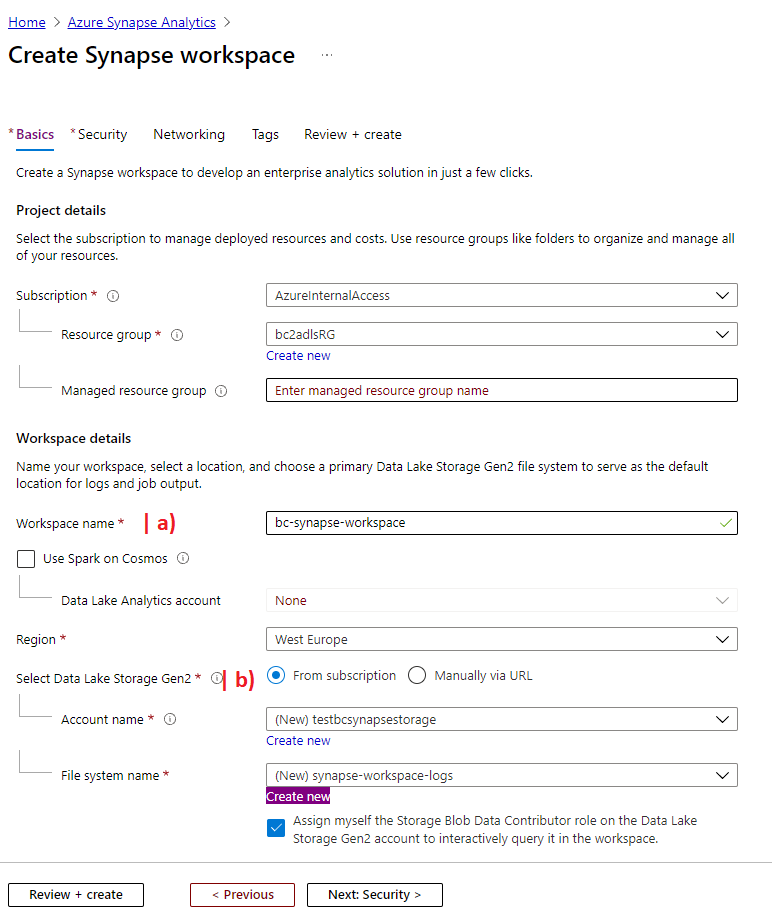 Home > Azure Synapse Analytics >
Create Synapse workspace ...
* Basics * Security Networking Tags Review + create
Create a Synapse workspace to develop an enterprise analytics solution in just a few clicks.
Project details
Select the subscription to manage deployed resources and costs. Use resource groups like folders to organize and manage all
of your resources.
Subscription * AzureInternalAccess
Resource group * bc2adlsRG
Create new
Managed resource group Enter managed resource group name
Workspace details
Name your workspace, select a location, and choose a primary Data Lake Storage Gen2 file system to serve as the default
location for logs and job output.
Workspace name * | a) bc-synapse-workspace
Use Spark on Cosmos
Data Lake Analytics account None
Region * West Europe
Select Data Lake Storage Gen2 * | b) From subscription Manually via URL
Account name * (New) testbcsynapsestorage
Create new
File system name * (New) synapse-workspace-logs
Create new
Assign myself the Storage Blob Data Contributor role on the Data Lake
Storage Gen2 account to interactively query it in the workspace.
Review + create < Previous Next: Security >